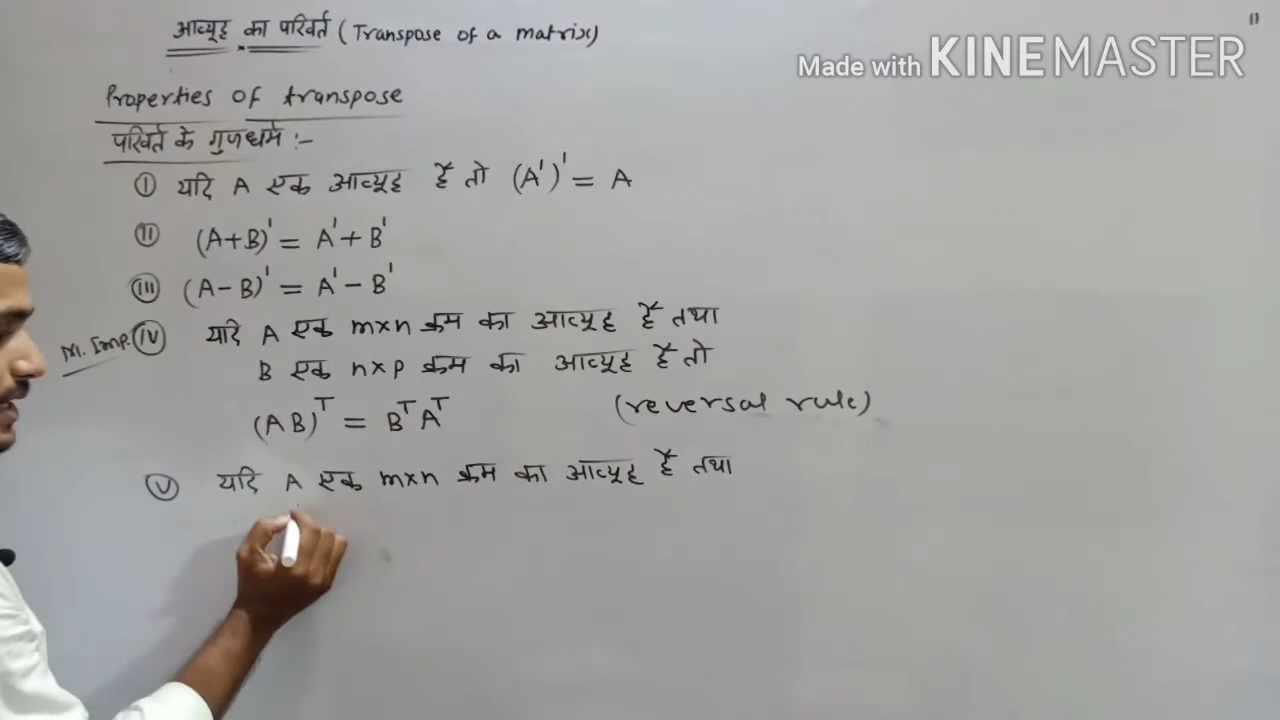 11
आव्यूह का परिवर्त (Transpose of a matrix)
Made with KINEMASTER
Properties of transpose
परिवर्त के गुणधर्म :-
(I) यदि A एक आव्यूह है तो (A')' = A
(II) (A+B)' = A' + B'
(III) (A-B)' = A' - B'
M. Imp. (IV) यदि A एक m×n क्रम का आव्यूह है तथा
B एक n×p क्रम का आव्यूह है तो
(AB)ᵀ = BᵀAᵀ (reversal rule)
(V) यदि A एक m×n क्रम का आव्यूह है तथा